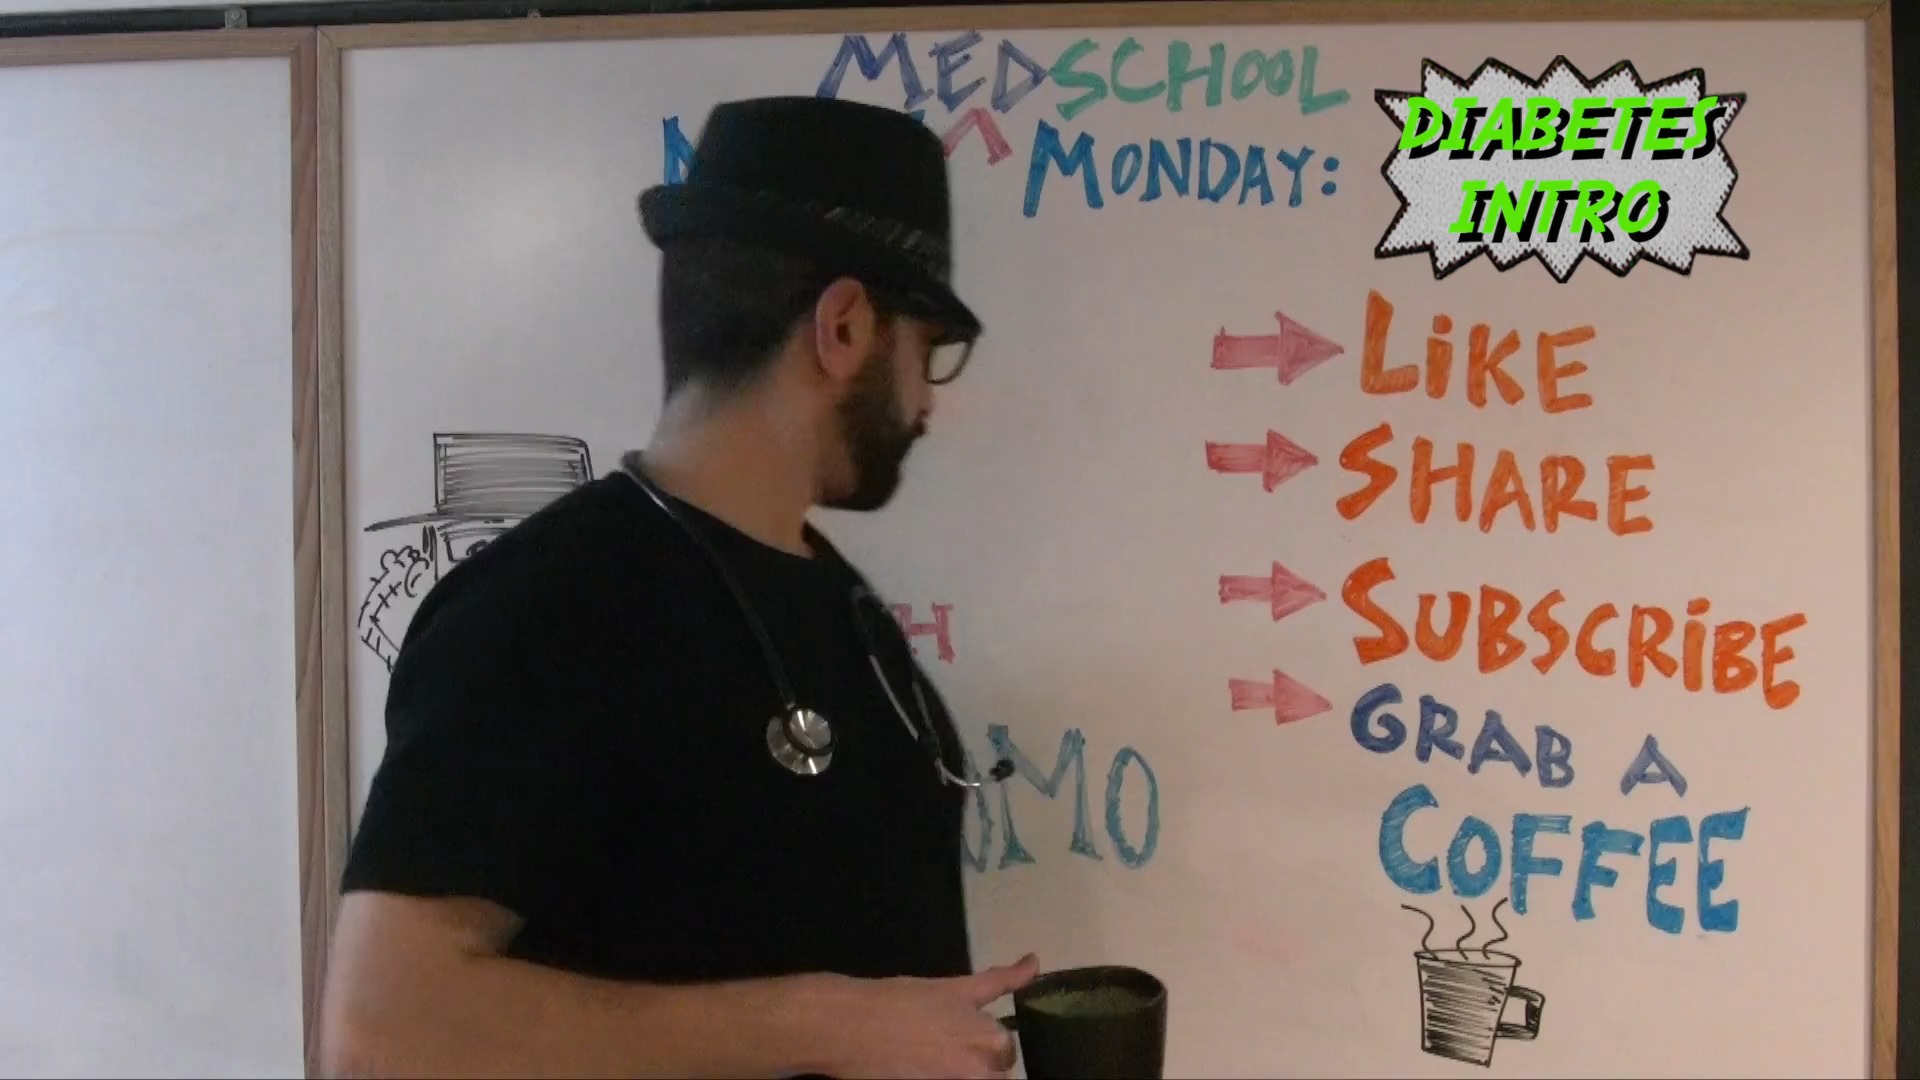 MEDSCHOOL
MONDAY:
DIABETES
INTRO
LiKE
SHARE
SUBSCRiBE
GRAB A
COFFEE